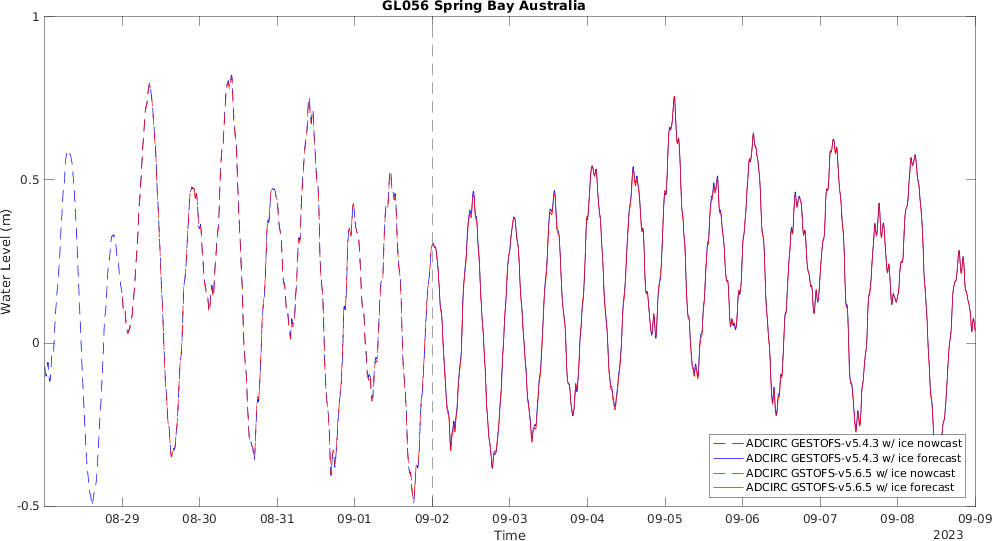 GL056 Spring Bay Australia
1
0.5
0
-0.5
Water Level (m)
08-29 08-30 08-31 09-01 09-02 09-03 09-04 09-05 09-06 09-07 09-08 09-09
Time
2023
ADCIRC GESTOFS-v5.4.3 w/ ice nowcast
ADCIRC GESTOFS-v5.4.3 w/ ice forecast
ADCIRC GSTOFS-v5.6.5 w/ ice nowcast
ADCIRC GSTOFS-v5.6.5 w/ ice forecast